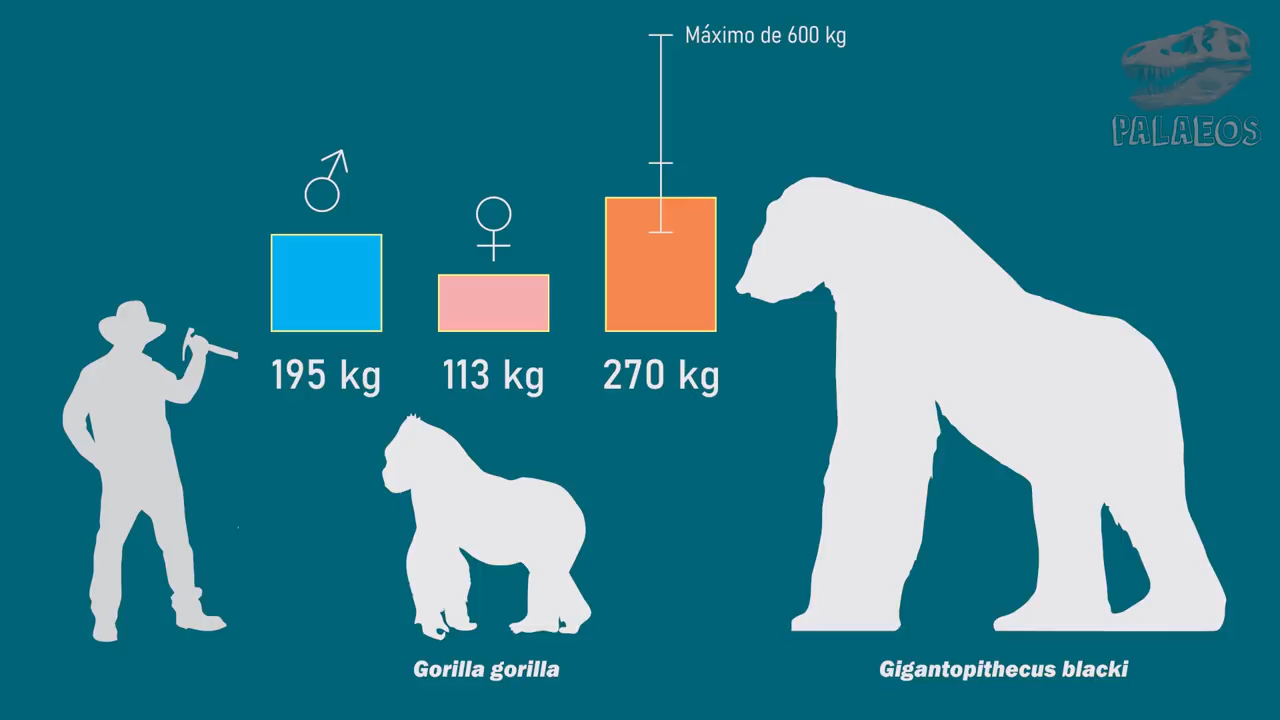 Máximo de 600 kg
PALAEOS
195 kg
113 kg
270 kg
Gorilla gorilla
Gigantopithecus blacki